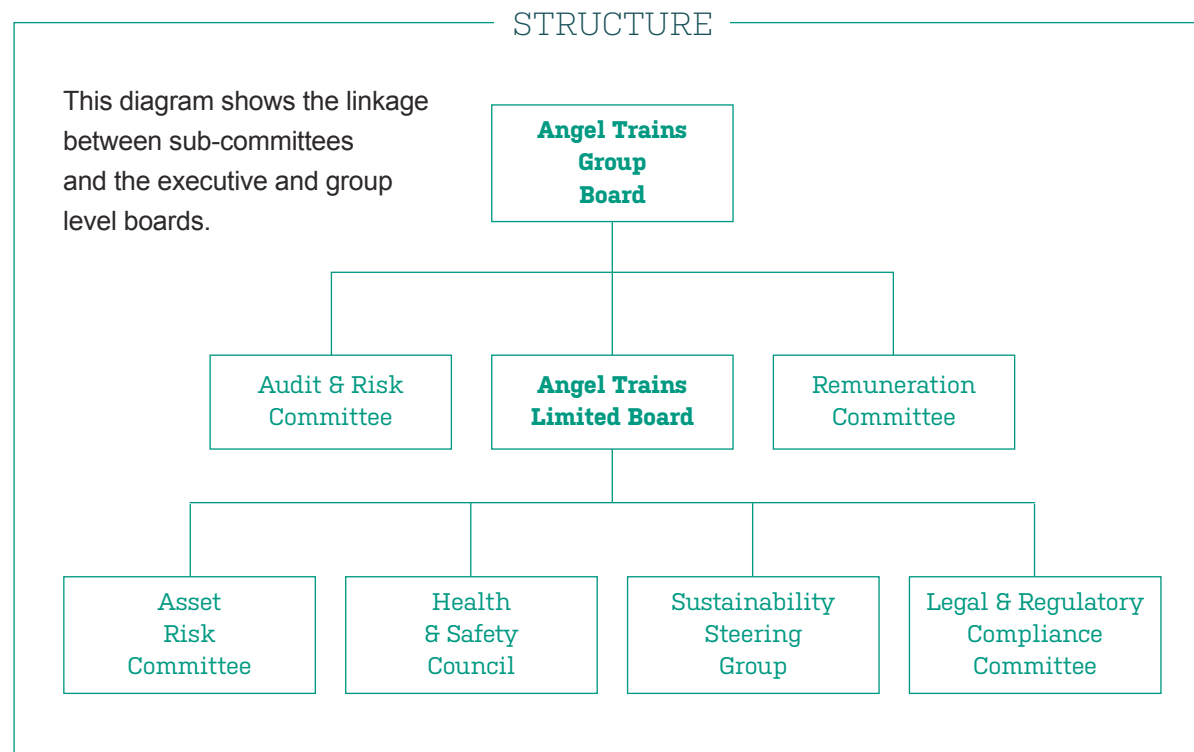 STRUCTURE
This diagram shows the linkage
between sub-committees
and the executive and group
level boards.
Angel Trains
Group
Board
Audit & Risk
Committee
Angel Trains
Limited Board
Remuneration
Committee
Asset
Risk
Committee
Health
& Safety
Council
Sustainability
Steering
Group
Legal & Regulatory
Compliance
Committee